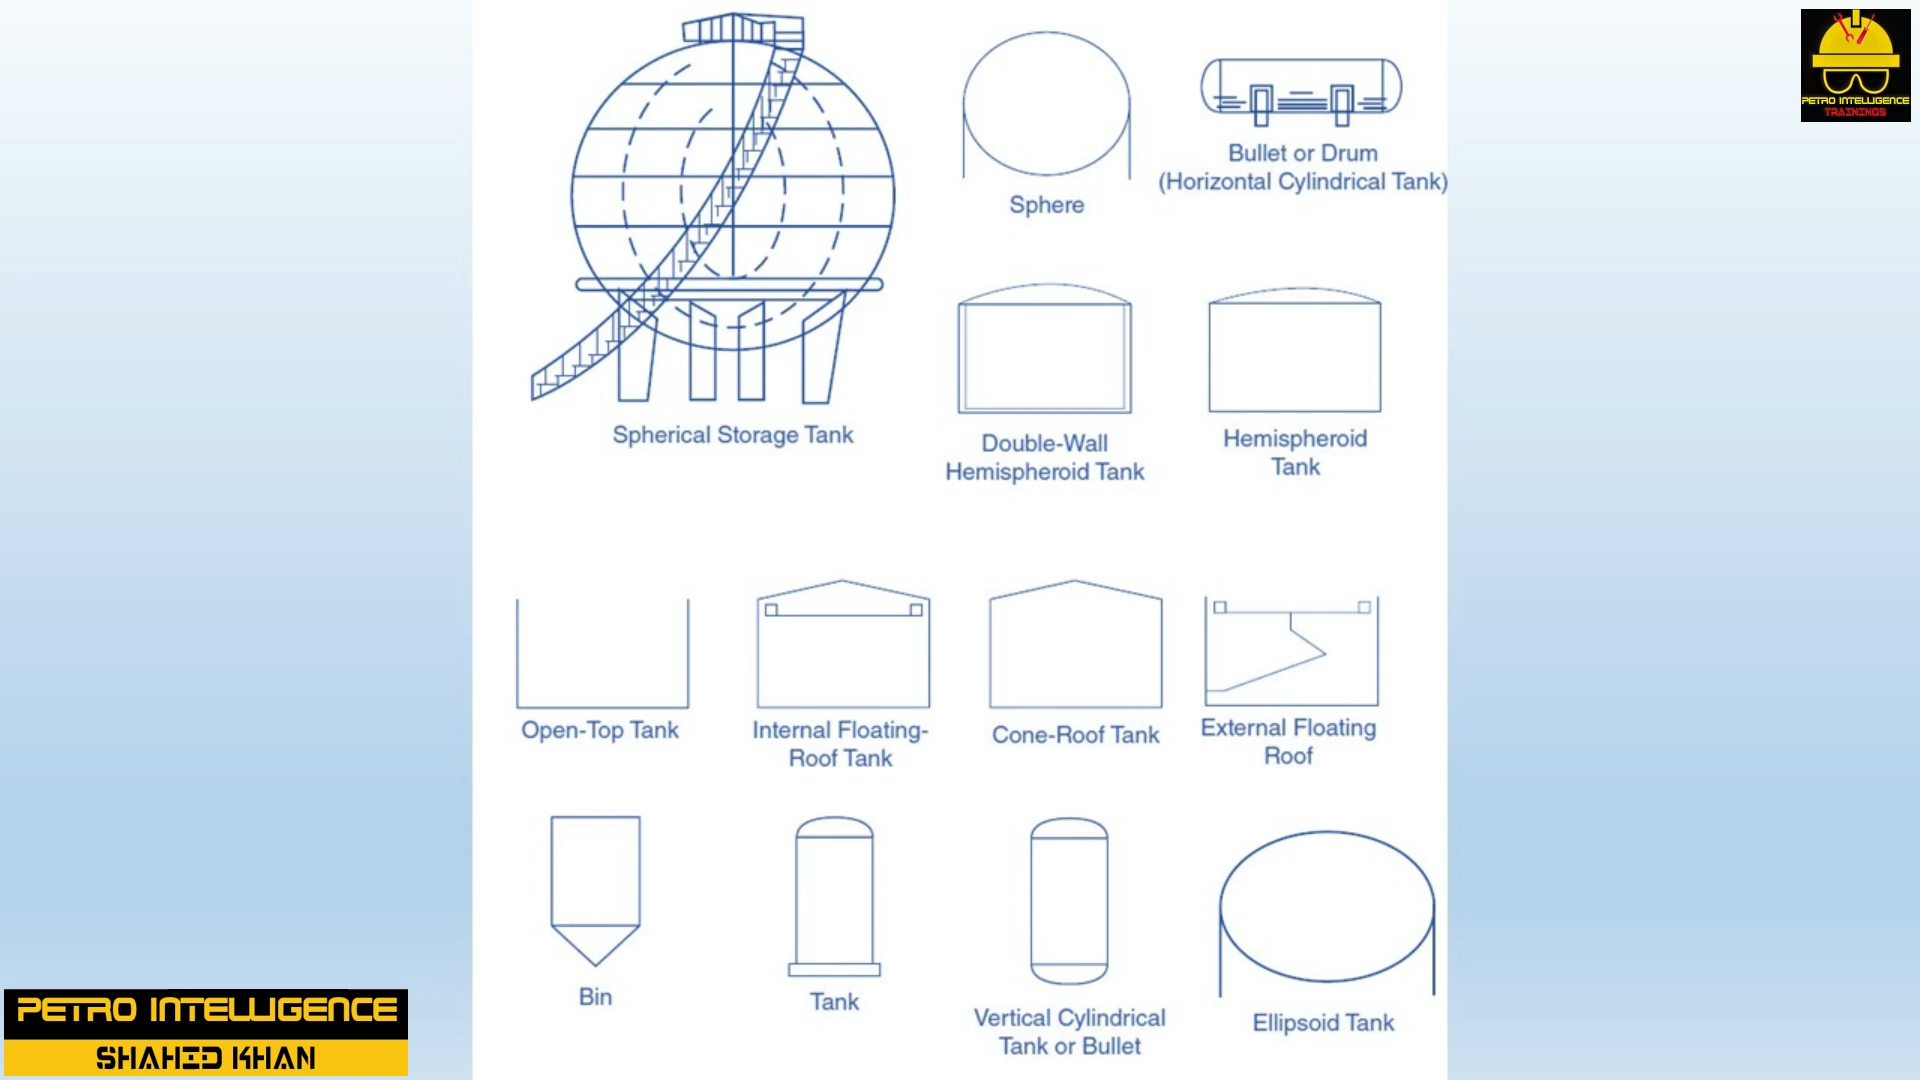 PETRO INTELLIGENCE
TRAININGS
Sphere
Bullet or Drum
(Horizontal Cylindrical Tank)
Spherical Storage Tank
Double-Wall
Hemispheroid Tank
Hemispheroid
Tank
Open-Top Tank
Internal Floating-
Roof Tank
Cone-Roof Tank
External Floating
Roof
Bin
Tank
Vertical Cylindrical
Tank or Bullet
Ellipsoid Tank
PETRO INTELLIGENCE
SHAHID KHAN